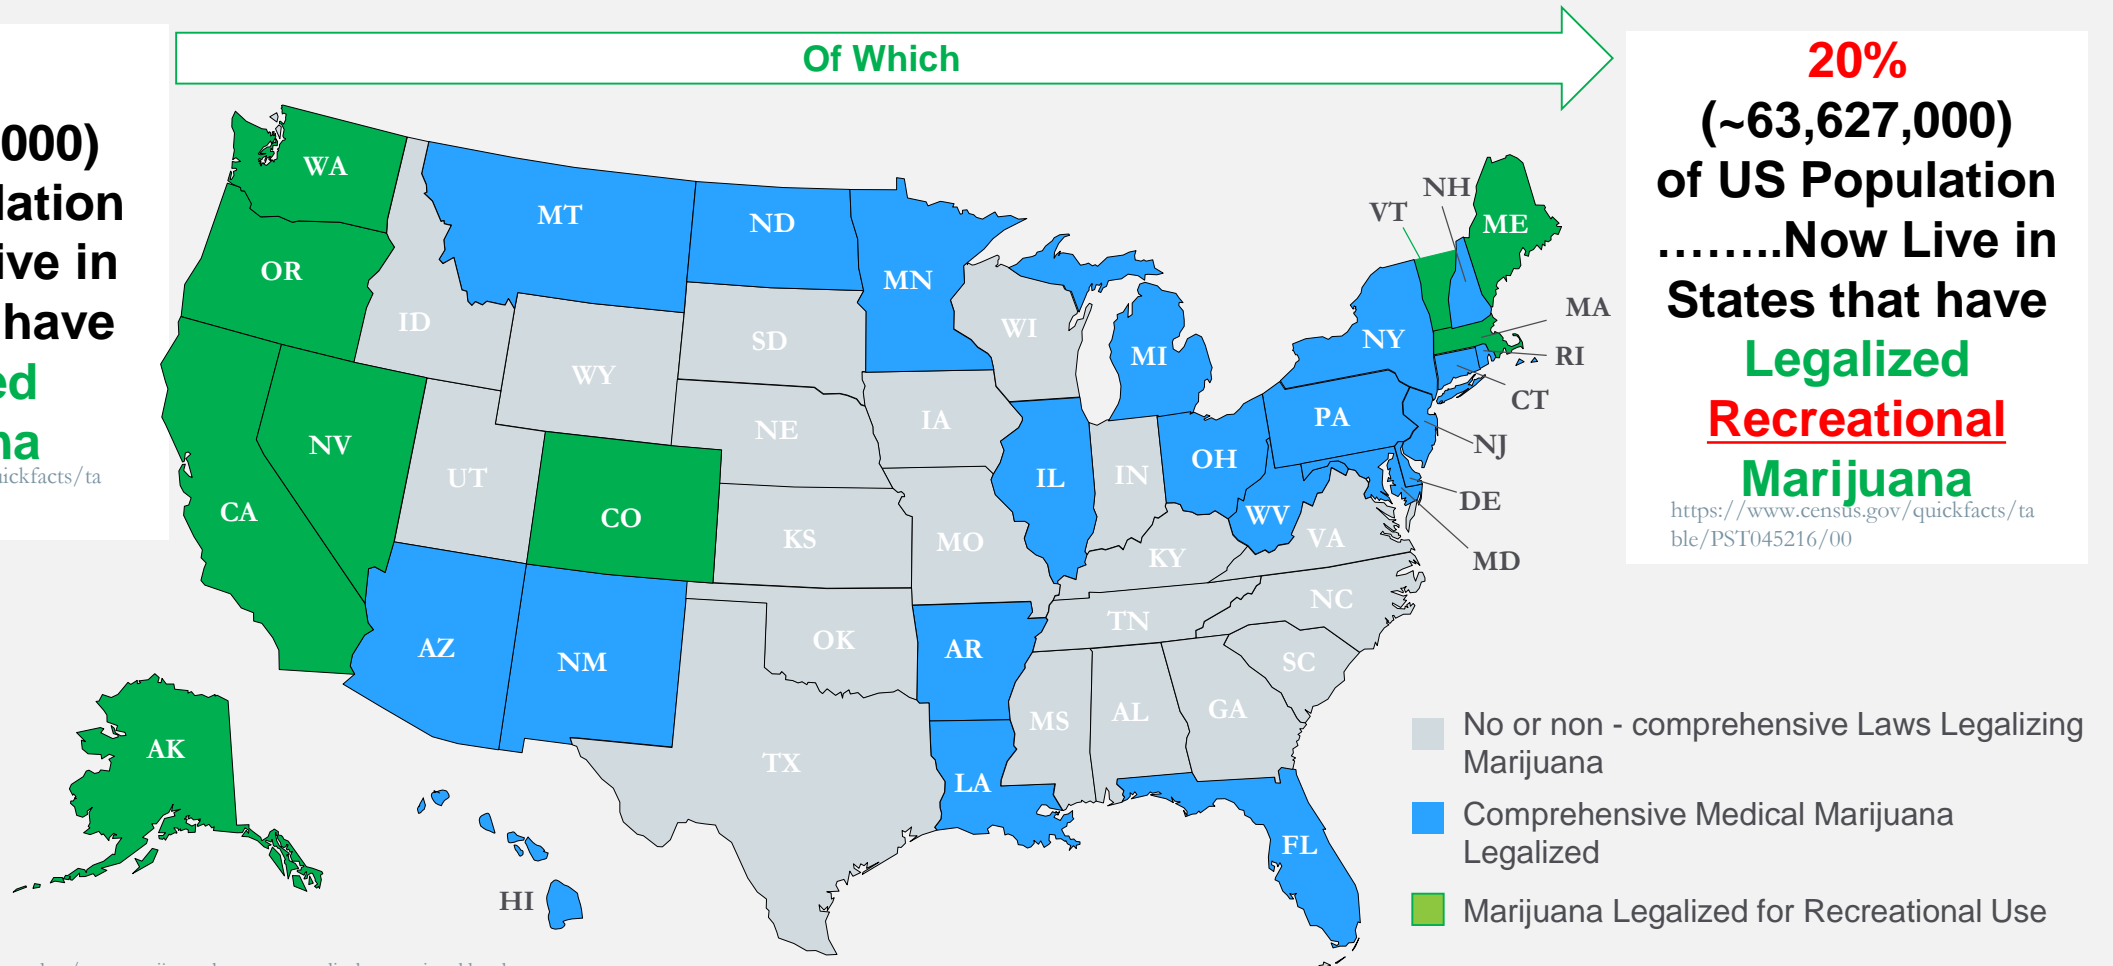 Of Which
000)
lation
ive in
have
ed
na
uickfacts/ta
20%
(~63,627,000)
of US Population
……..Now Live in
States that have
Legalized
Recreational
Marijuana
https://www.census.gov/quickfacts/ta
ble/PST045216/00
WA
OR
CA
NV
ID
MT
WY
UT
CO
AZ
NM
ND
SD
NE
KS
OK
TX
MN
IA
MO
AR
LA
WI
IL
MI
IN
OH
KY
TN
MS
AL
GA
FL
SC
NC
VA
WV
PA
NY
VT
NH
ME
MA
RI
CT
NJ
DE
MD
AK
HI
No or non - comprehensive Laws Legalizing
Marijuana
Comprehensive Medical Marijuana
Legalized
Marijuana Legalized for Recreational Use